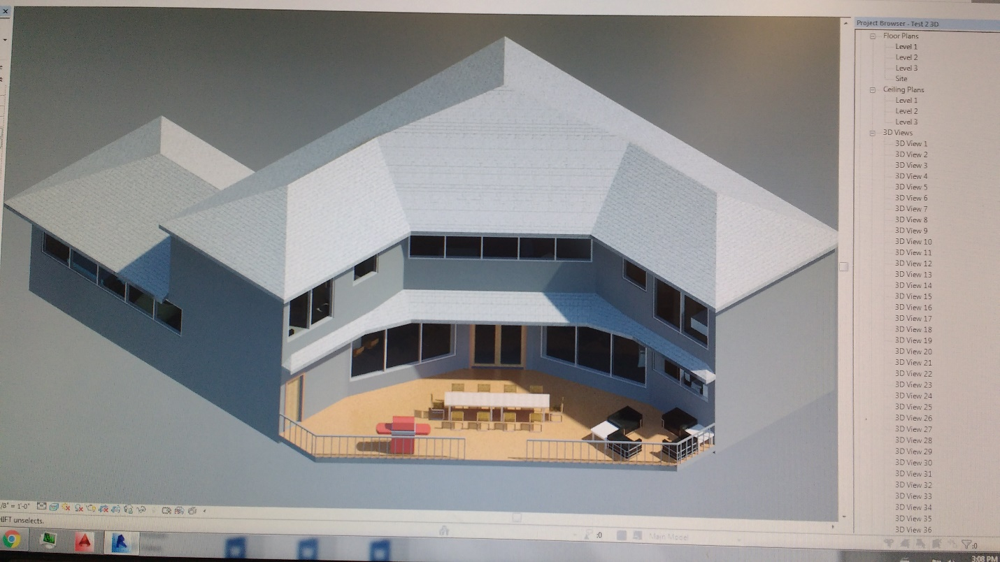 Project Browser - Test 2 3D
Floor Plans
Level 1
Level 2
Level 3
Site
Ceiling Plans
Level 1
Level 2
Level 3
3D Views
3D View 1
3D View 2
3D View 3
3D View 4
3D View 5
3D View 6
3D View 7
3D View 8
3D View 9
3D View 10
3D View 11
3D View 12
3D View 13
3D View 14
3D View 15
3D View 16
3D View 17
3D View 18
3D View 19
3D View 20
3D View 21
3D View 22
3D View 23
3D View 24
3D View 25
3D View 26
3D View 27
3D View 28
3D View 29
3D View 30
3D View 31
3D View 32
3D View 33
3D View 34
3D View 35
3D View 36
/8" = 1'-0"
HIFT unselects.
:0
Main Model
:0
3:08 PM